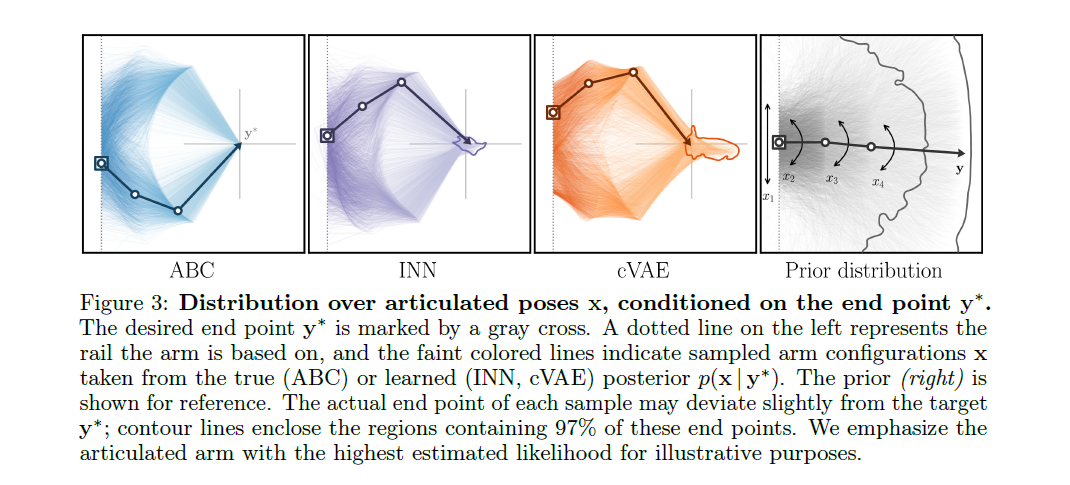 y*
x1
x2
x3
x4
y
ABC
INN
cVAE
Prior distribution
Figure 3: Distribution over articulated poses x, conditioned on the end point y*.
The desired end point y* is marked by a gray cross. A dotted line on the left represents the
rail the arm is based on, and the faint colored lines indicate sampled arm configurations x
taken from the true (ABC) or learned (INN, cVAE) posterior p(x | y*). The prior (right) is
shown for reference. The actual end point of each sample may deviate slightly from the target
y*; contour lines enclose the regions containing 97% of these end points. We emphasize the
articulated arm with the highest estimated likelihood for illustrative purposes.